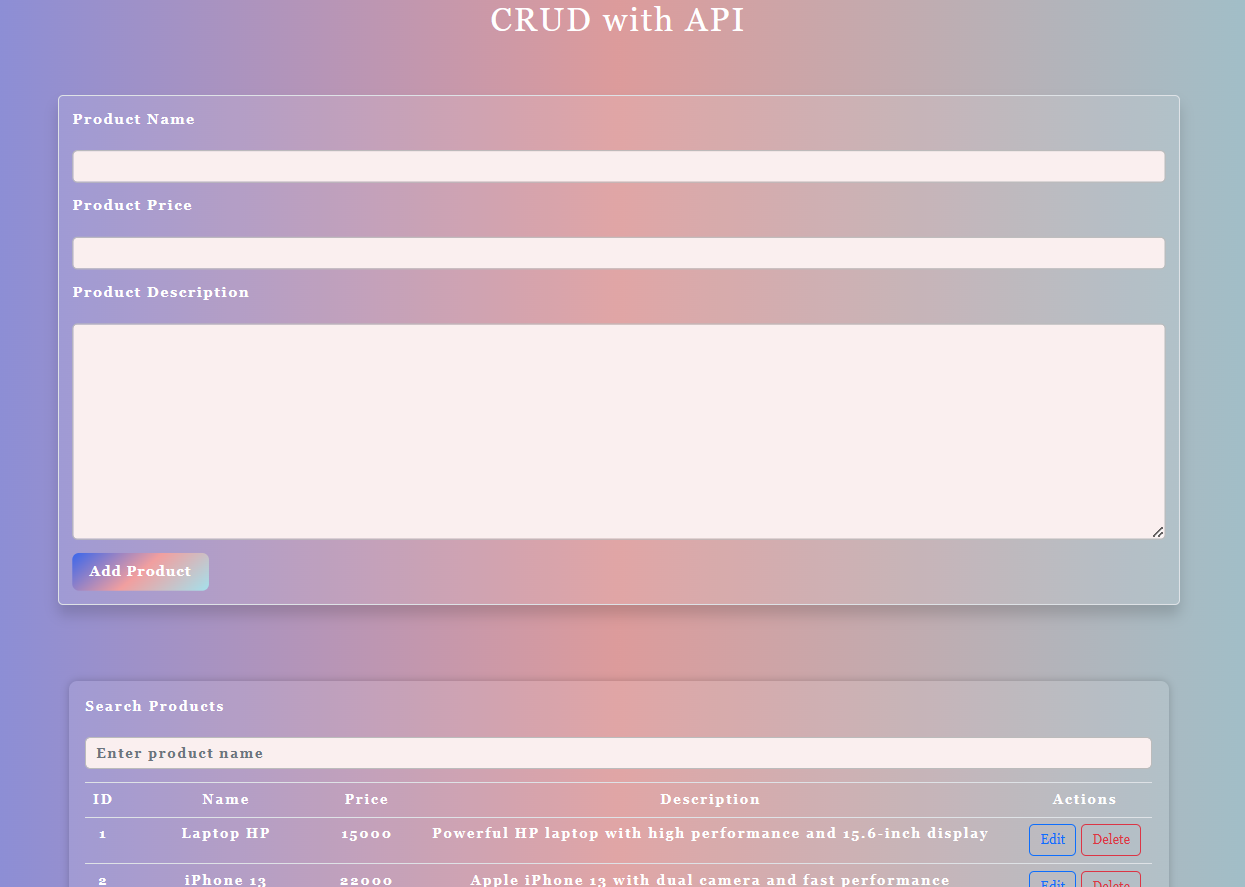 CRUD with API
Product Name
Product Price
Product Description
Add Product
Search Products
Enter product name
ID Name Price Description Actions
1 Laptop HP 15000 Powerful HP laptop with high performance and 15.6-inch display Edit Delete
2 iPhone 13 22000 Apple iPhone 13 with dual camera and fast performance Edit Delete